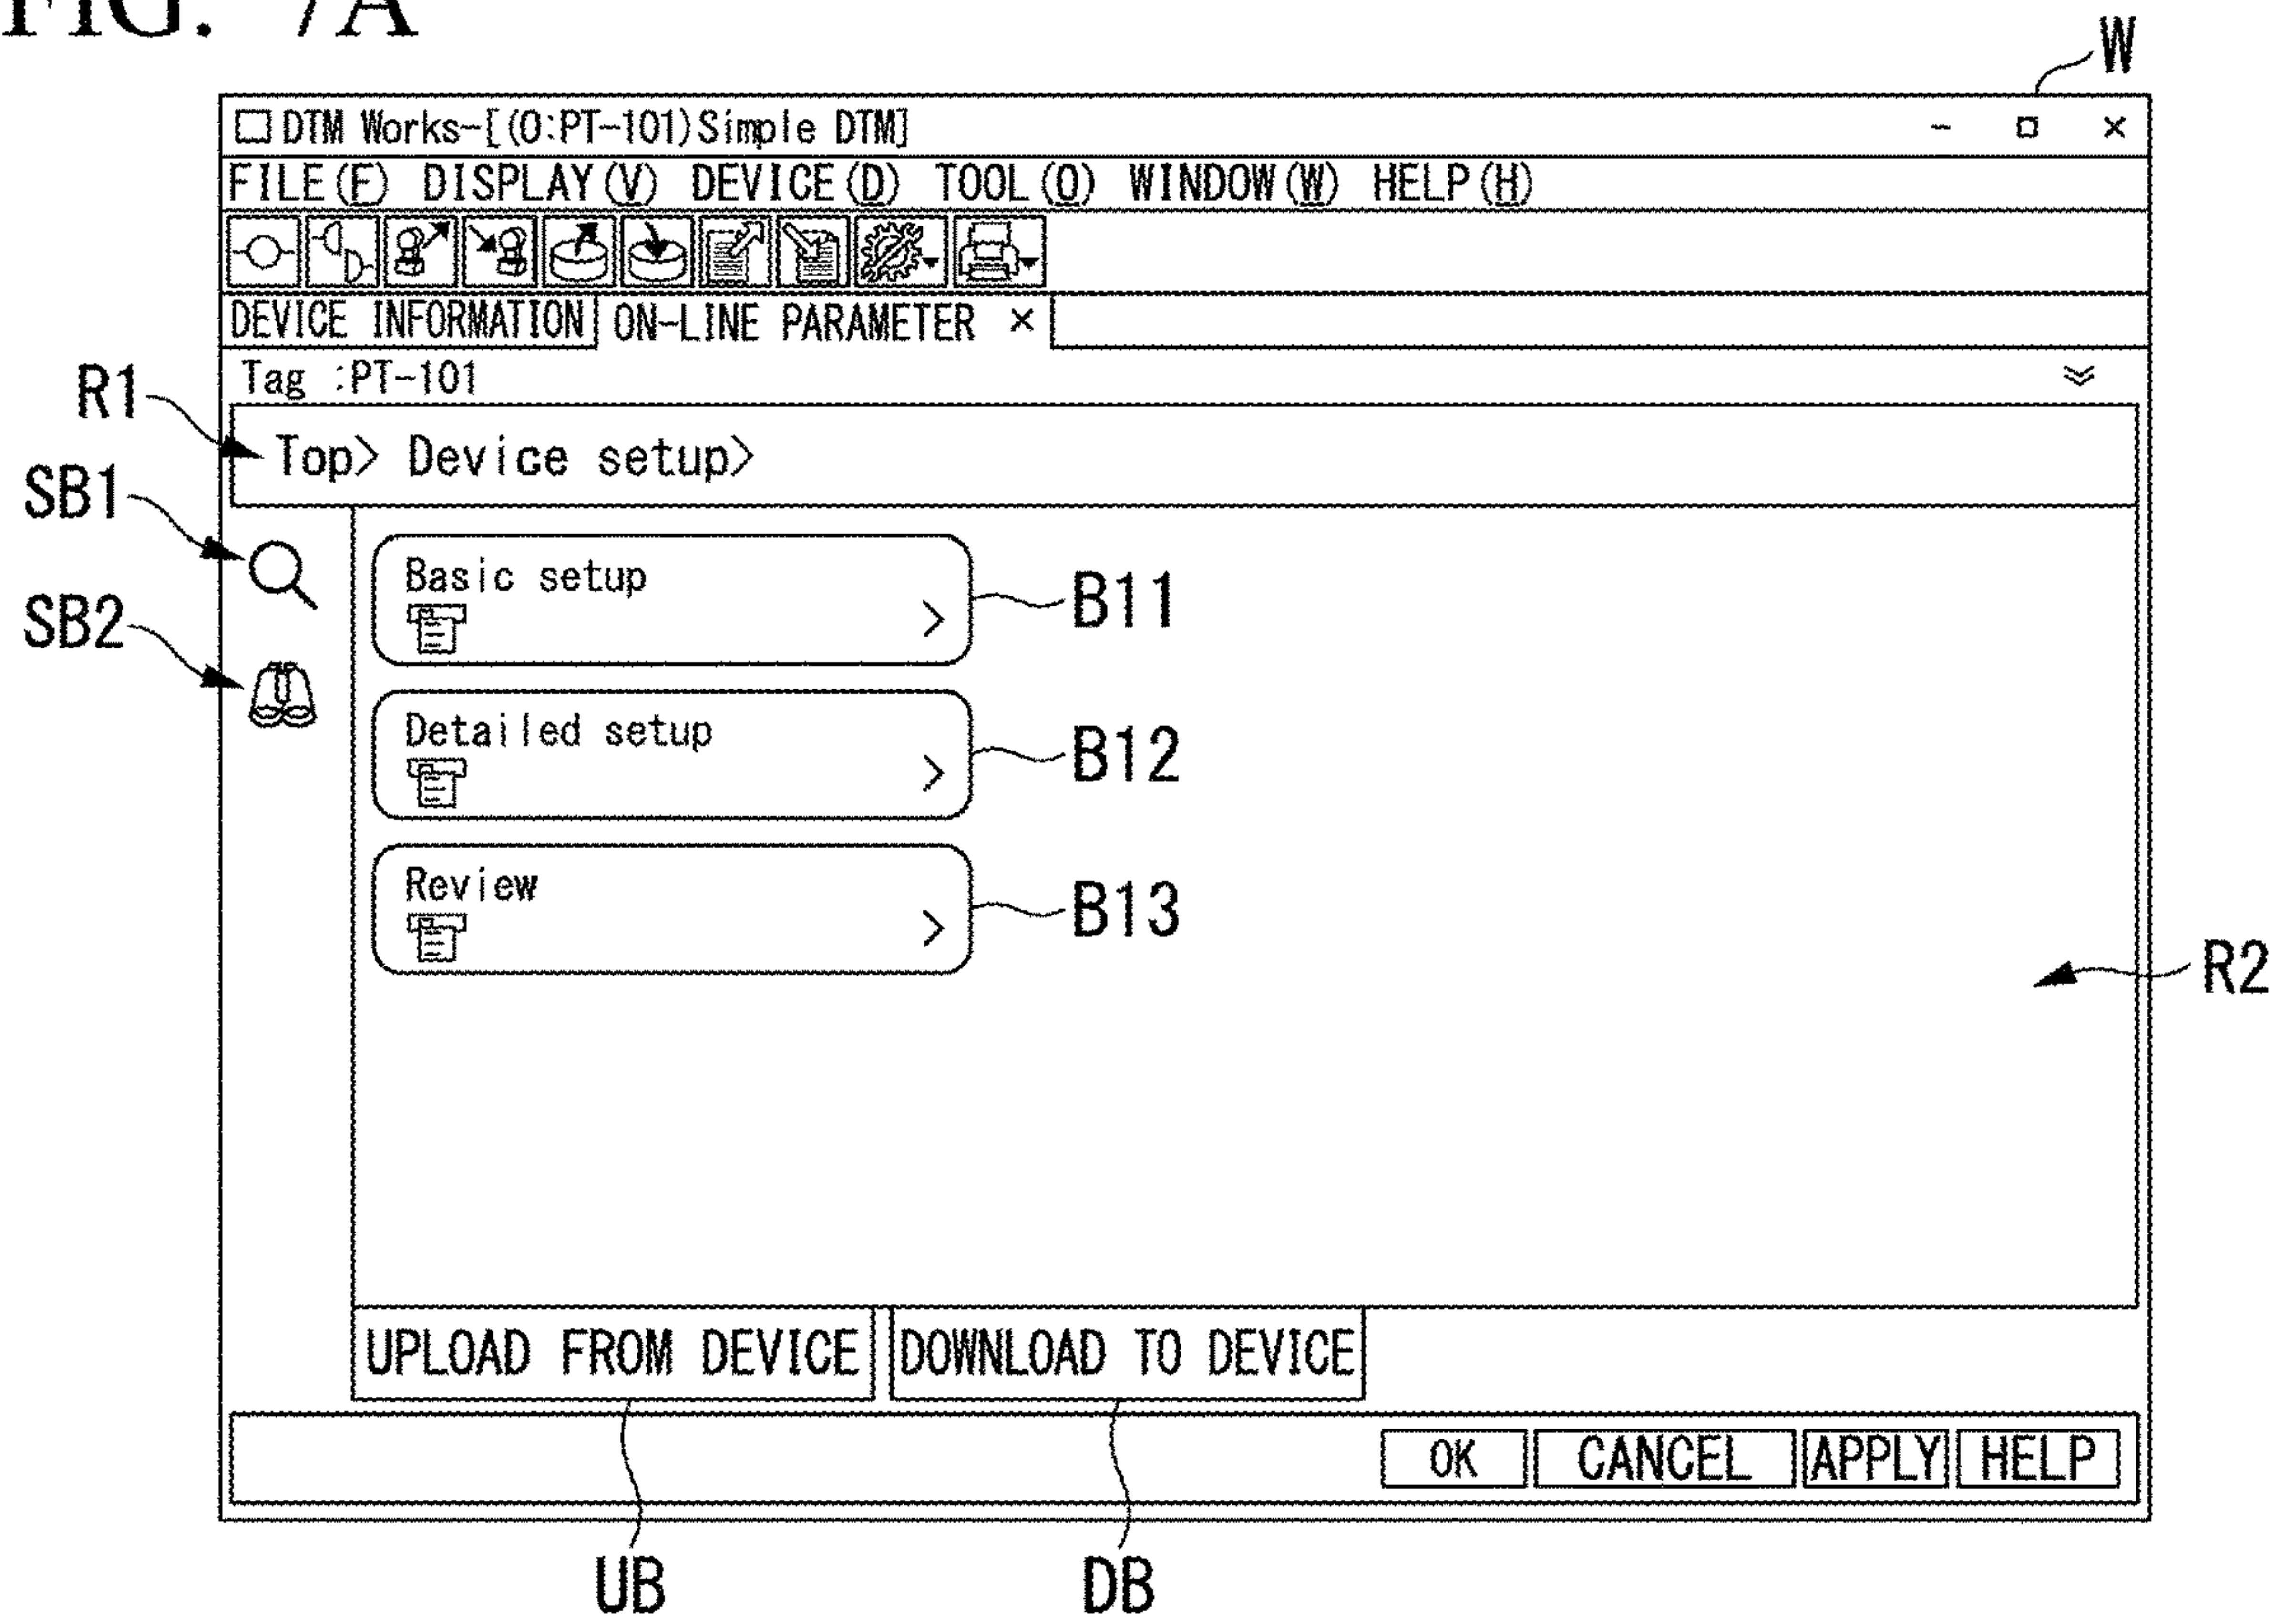 FIG. 7A
W
DTM Works-[(O:PT-101)Simple DTM]
FILE(F) DISPLAY(V) DEVICE(D) TOOL(O) WINDOW(W) HELP(H)
DEVICE INFORMATION ON-LINE PARAMETER ×
Tag :PT-101
R1
Top> Device setup>
SB1
SB2
Basic setup
>
B11
Detailed setup
>
B12
Review
>
B13
R2
UPLOAD FROM DEVICE DOWNLOAD TO DEVICE
OK CANCEL APPLY HELP
UB DB